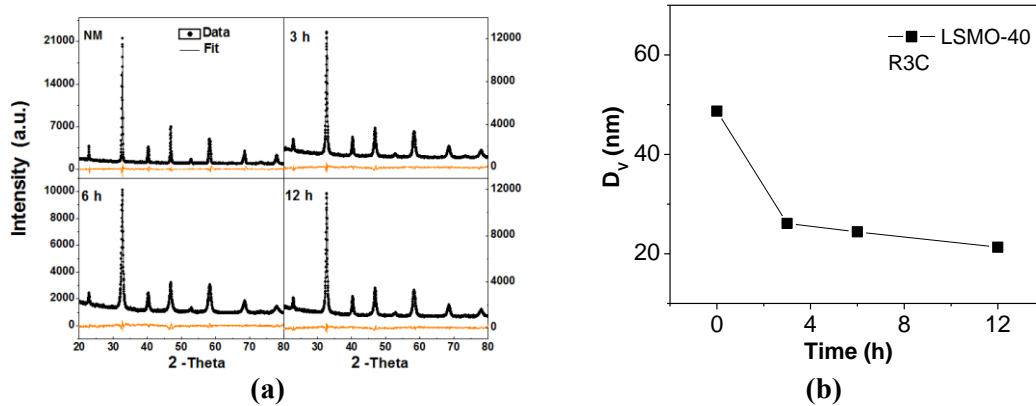 NM
Data
Fit
3 h
21000
14000
7000
0
12000
8000
4000
0
6 h
12 h
10000
8000
6000
4000
2000
0
12000
8000
4000
0
20 30 40 50 60 70 80 30 40 50 60 70 80
2 -Theta 2 -Theta
Intensity (a.u.)
(a)
LSMO-40
R3C
60
40
20
0 4 8 12
Time (h)
Dv (nm)
(b)